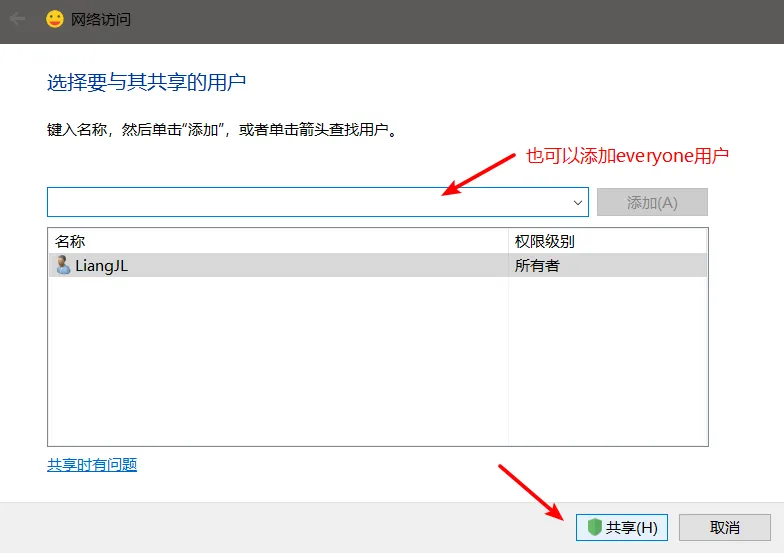 网络访问
选择要与其共享的用户
键入名称，然后单击“添加”，或者单击箭头查找用户。
也可以添加everyone用户
添加(A)
名称 权限级别
LiangJL 所有者
共享时有问题
共享(H) 取消